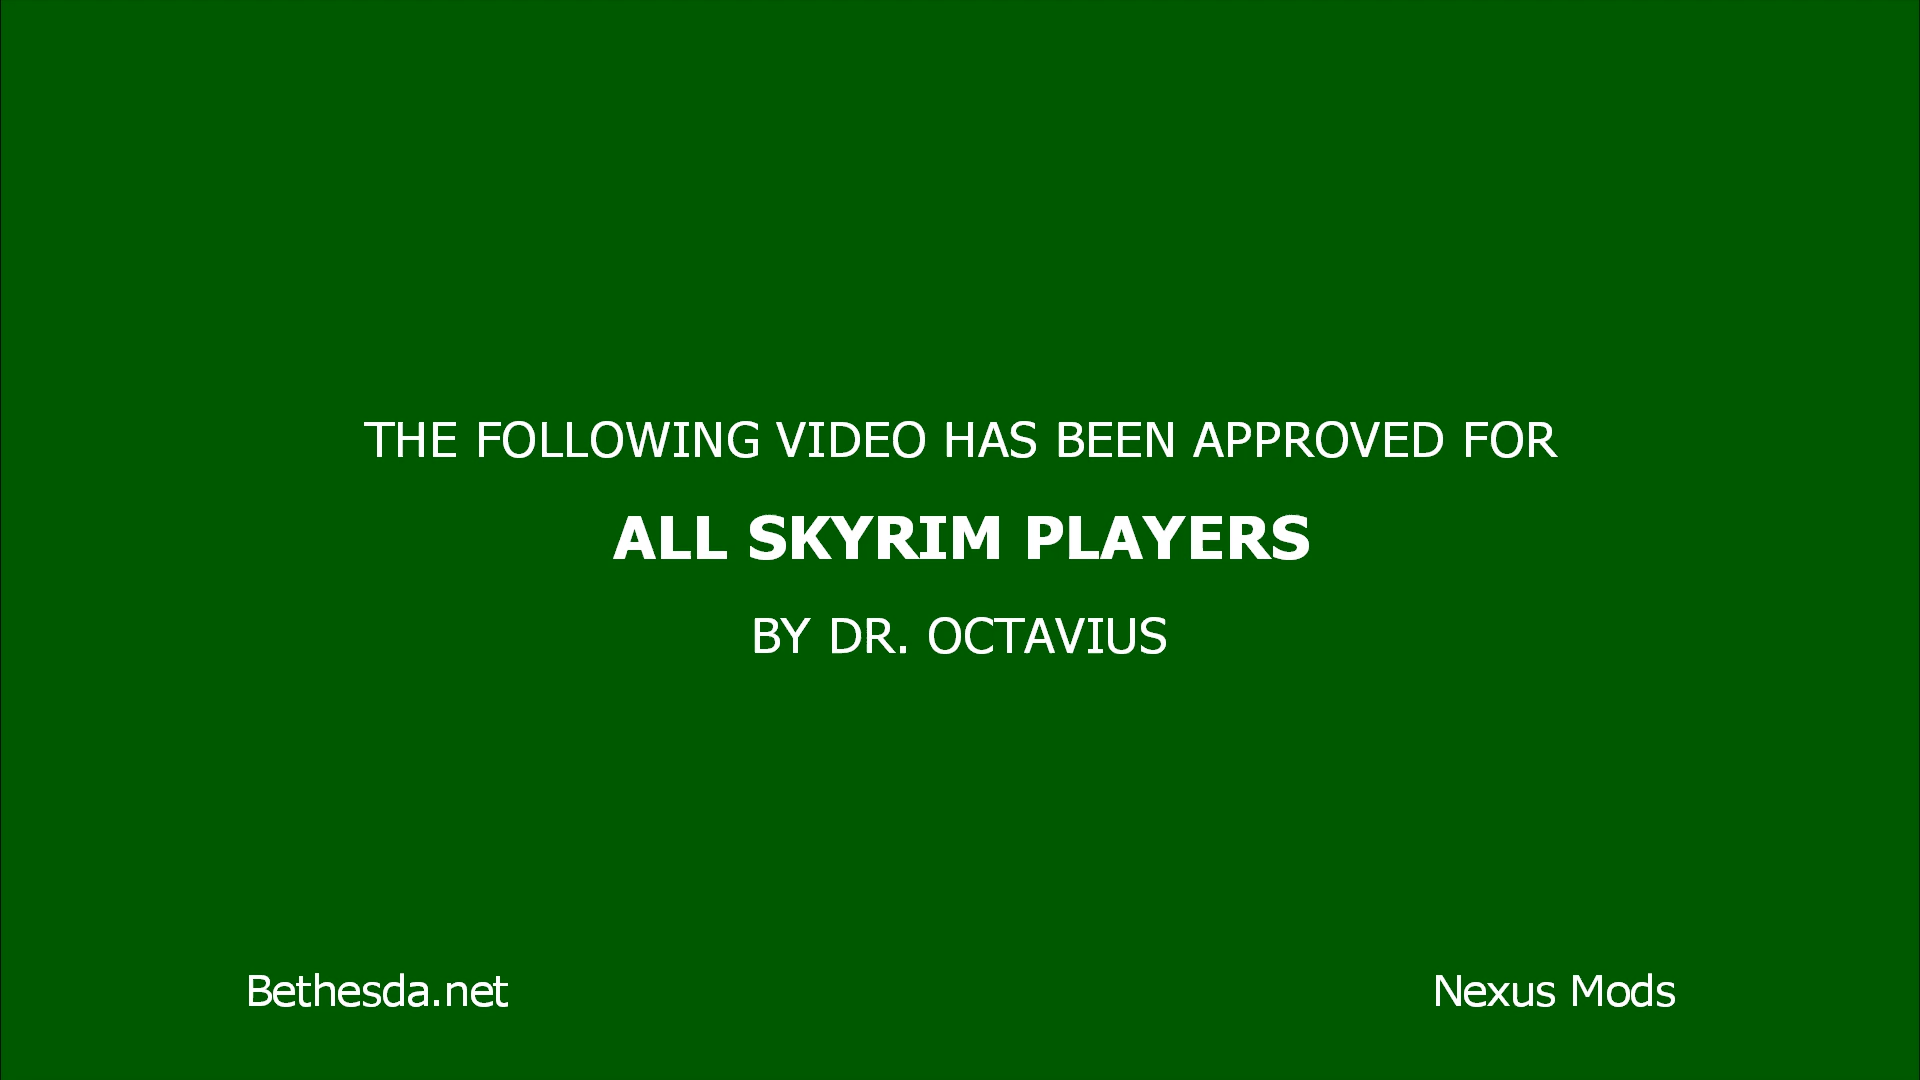 THE FOLLOWING VIDEO HAS BEEN APPROVED FOR
ALL SKYRIM PLAYERS
BY DR. OCTAVIUS
Bethesda.net
Nexus Mods